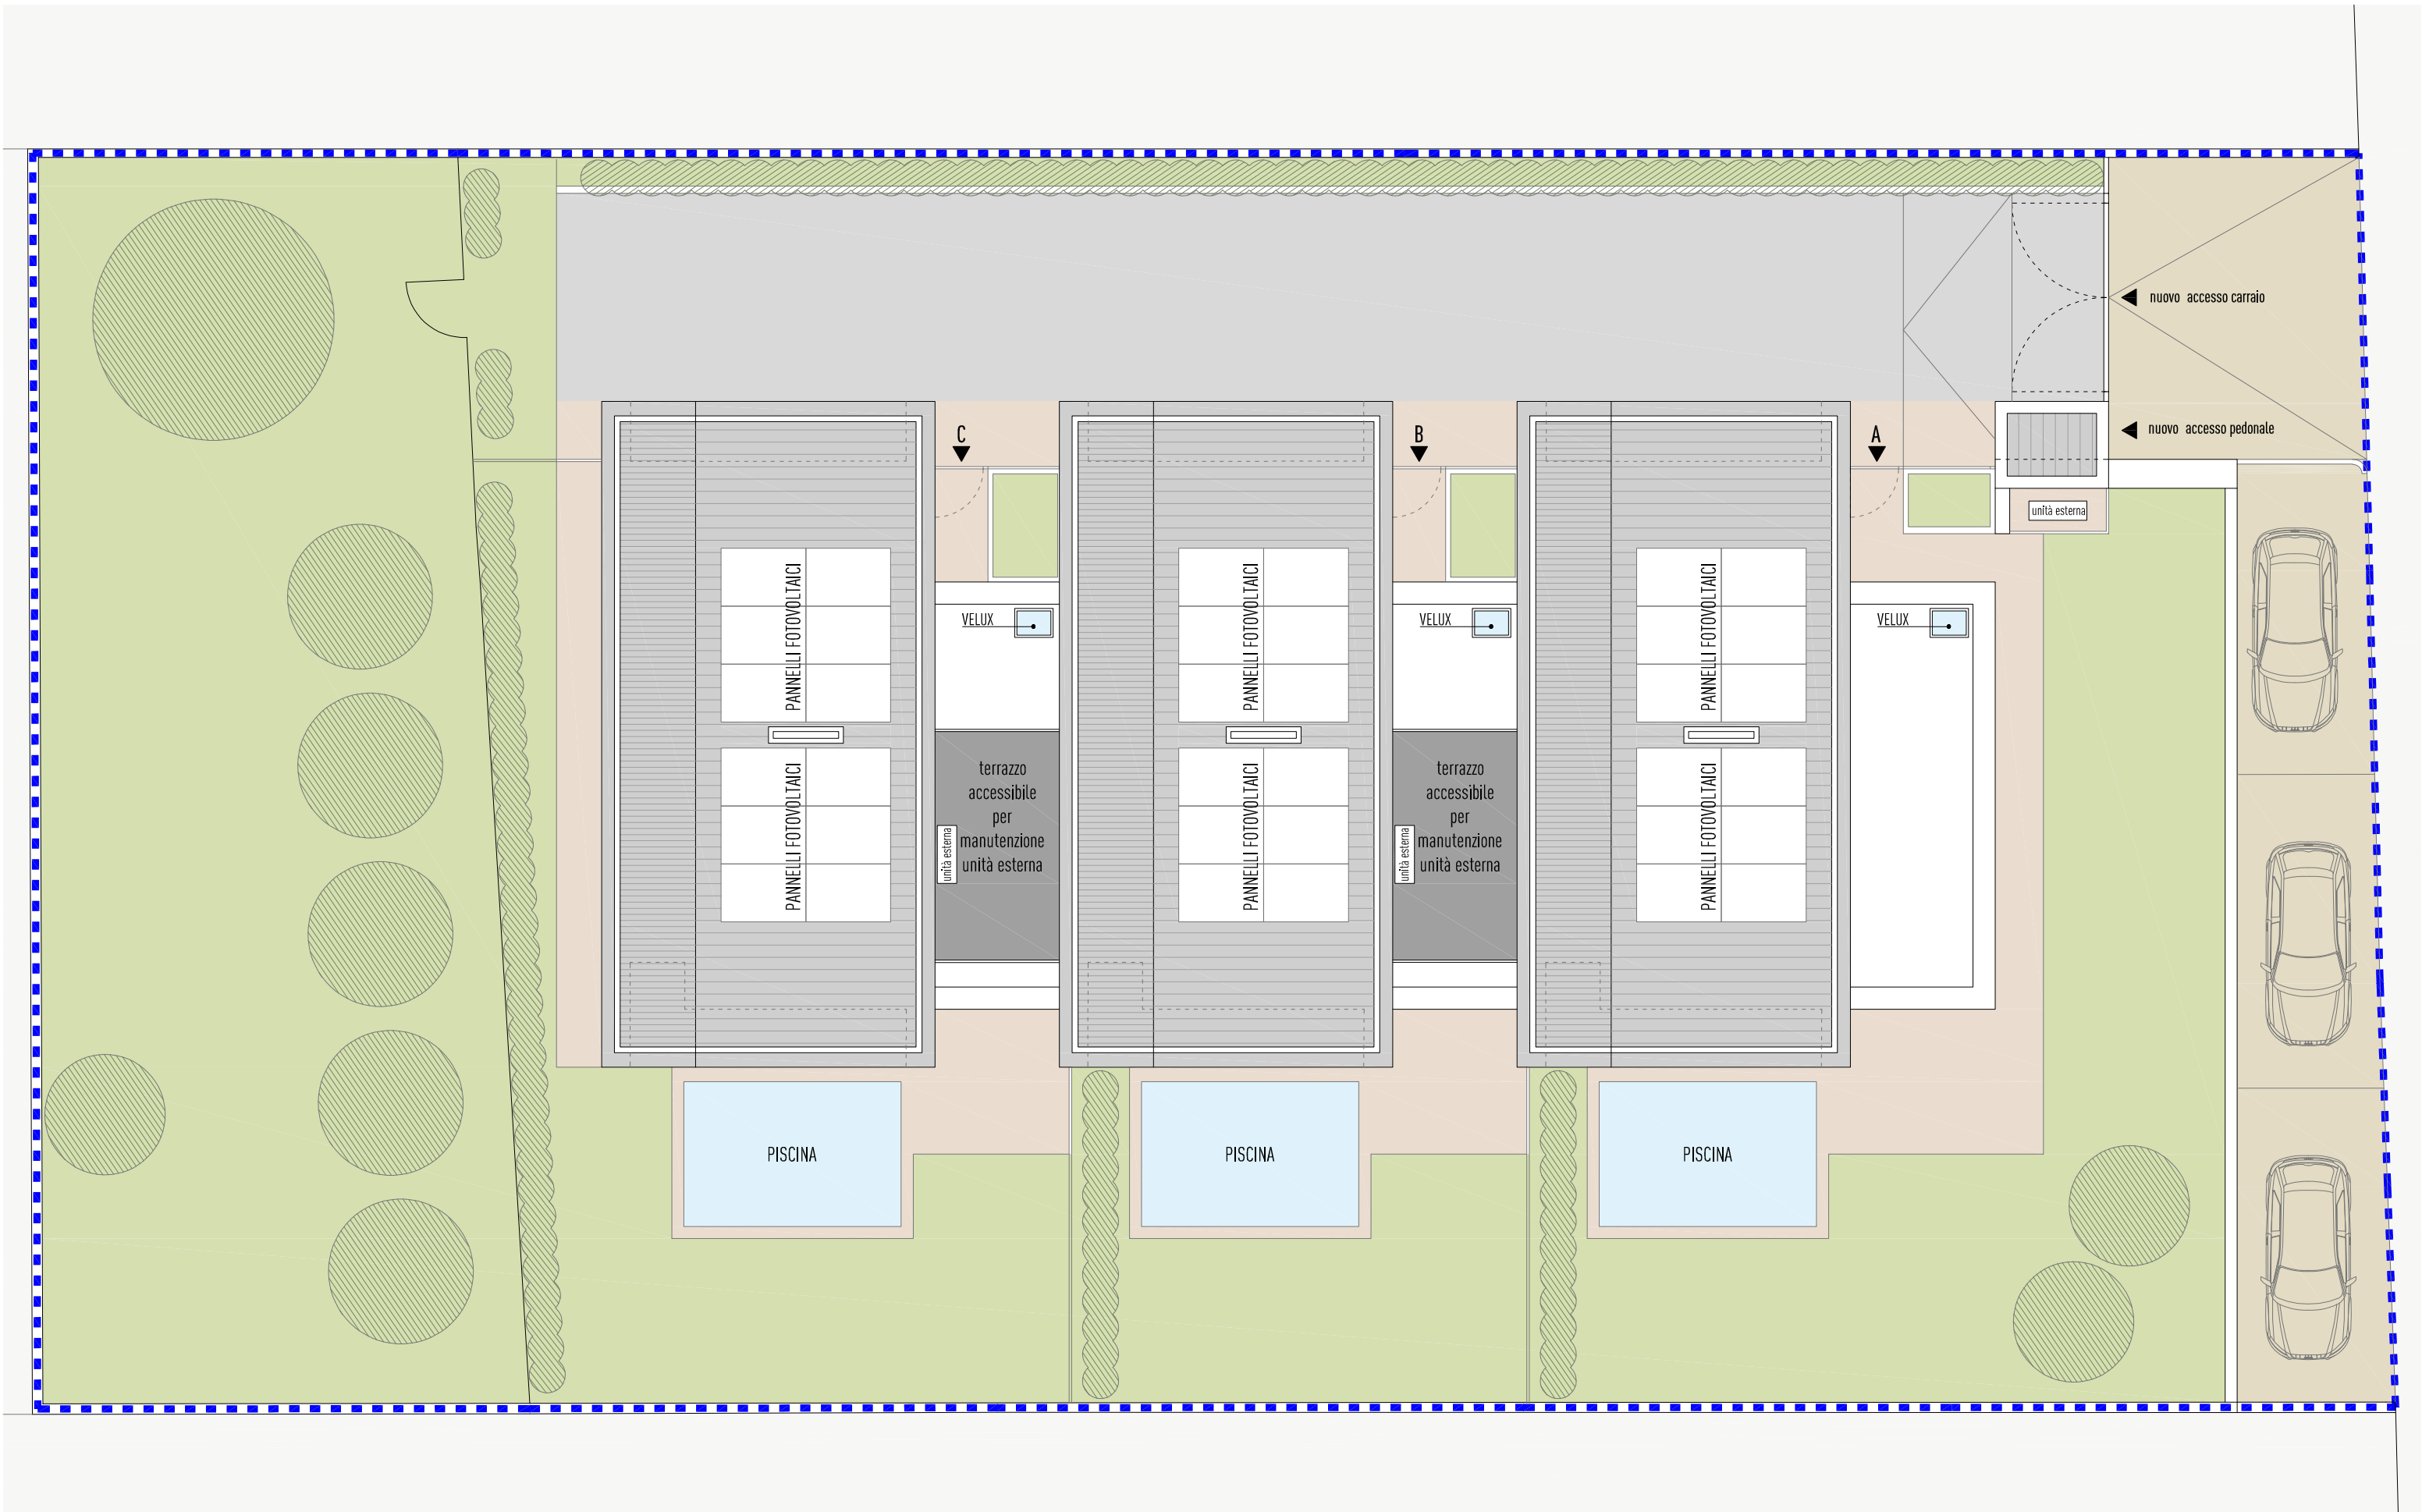 nuovo accesso carraio
C
B
A
nuovo accesso pedonale
unità esterna
VELUX
VELUX
VELUX
PANNELLI FOTOVOLTAICI
PANNELLI FOTOVOLTAICI
PANNELLI FOTOVOLTAICI
terrazzo
accessibile
per
manutenzione
unità esterna
unità esterna
terrazzo
accessibile
per
manutenzione
unità esterna
unità esterna
PANNELLI FOTOVOLTAICI
PANNELLI FOTOVOLTAICI
PANNELLI FOTOVOLTAICI
PISCINA
PISCINA
PISCINA